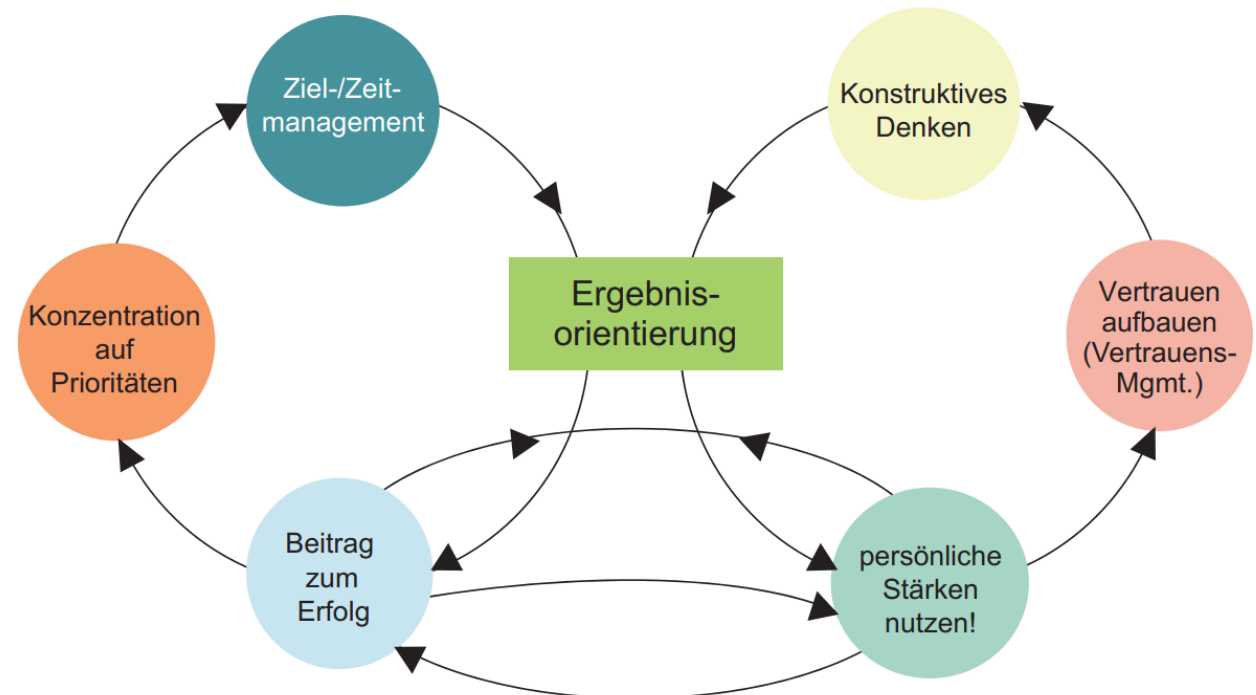 Ziel-/Zeit-
management
Konstruktives
Denken
Konzentration
auf
Prioritäten
Ergebnis-
orientierung
Vertrauen
aufbauen
(Vertrauens-
Mgmt.)
Beitrag
zum
Erfolg
persönliche
Stärken
nutzen!